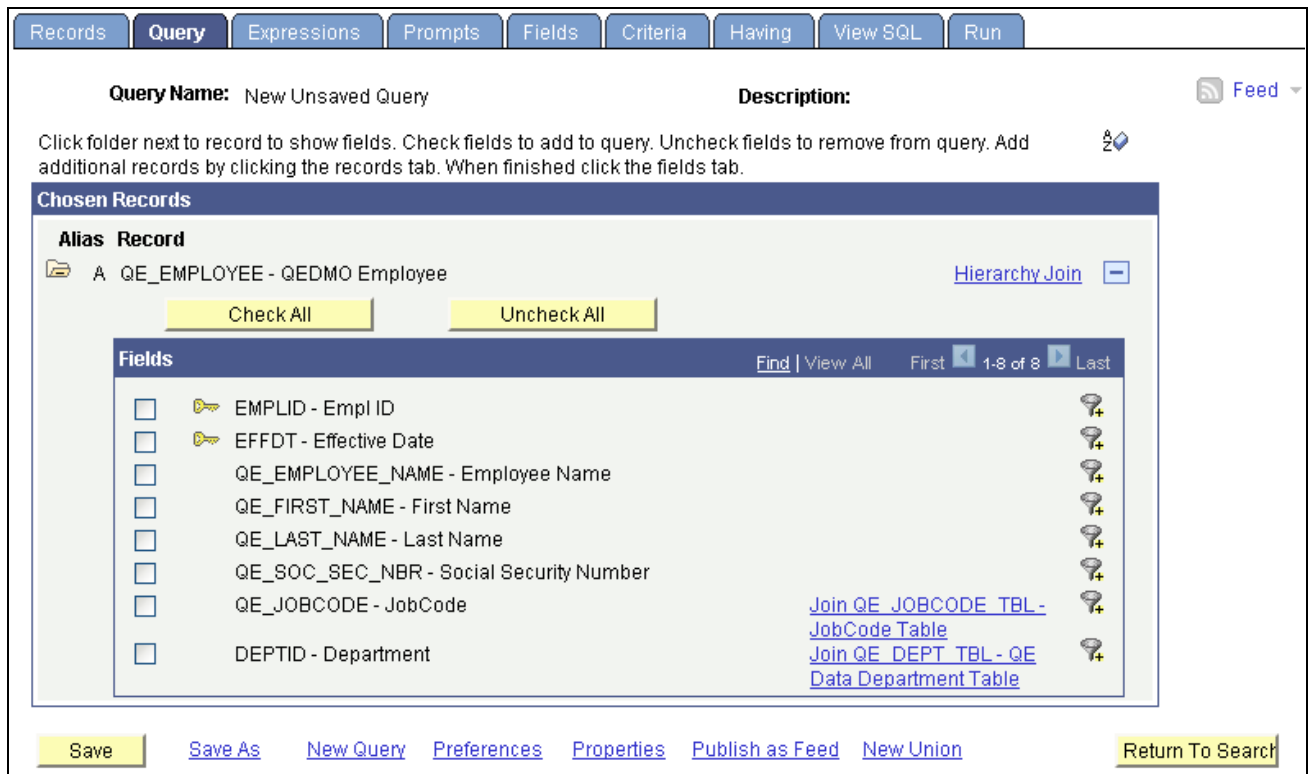 Records Query Expressions Prompts Fields Criteria Having View SQL Run
Query Name: New Unsaved Query Description: Feed
Click folder next to record to show fields. Check fields to add to query. Uncheck fields to remove from query. Add
additional records by clicking the records tab. When finished click the fields tab.
Chosen Records
Alias Record
A QE_EMPLOYEE - QEDMO Employee Hierarchy Join
Check All Uncheck All
Fields Find | View All First 1-8 of 8 Last
EMPLID - Empl ID
EFFDT - Effective Date
QE_EMPLOYEE_NAME - Employee Name
QE_FIRST_NAME - First Name
QE_LAST_NAME - Last Name
QE_SOC_SEC_NBR - Social Security Number
QE_JOBCODE - JobCode Join QE_JOBCODE_TBL -
JobCode Table
DEPTID - Department Join QE_DEPT_TBL - QE
Data Department Table
Save Save As New Query Preferences Properties Publish as Feed New Union Return To Search